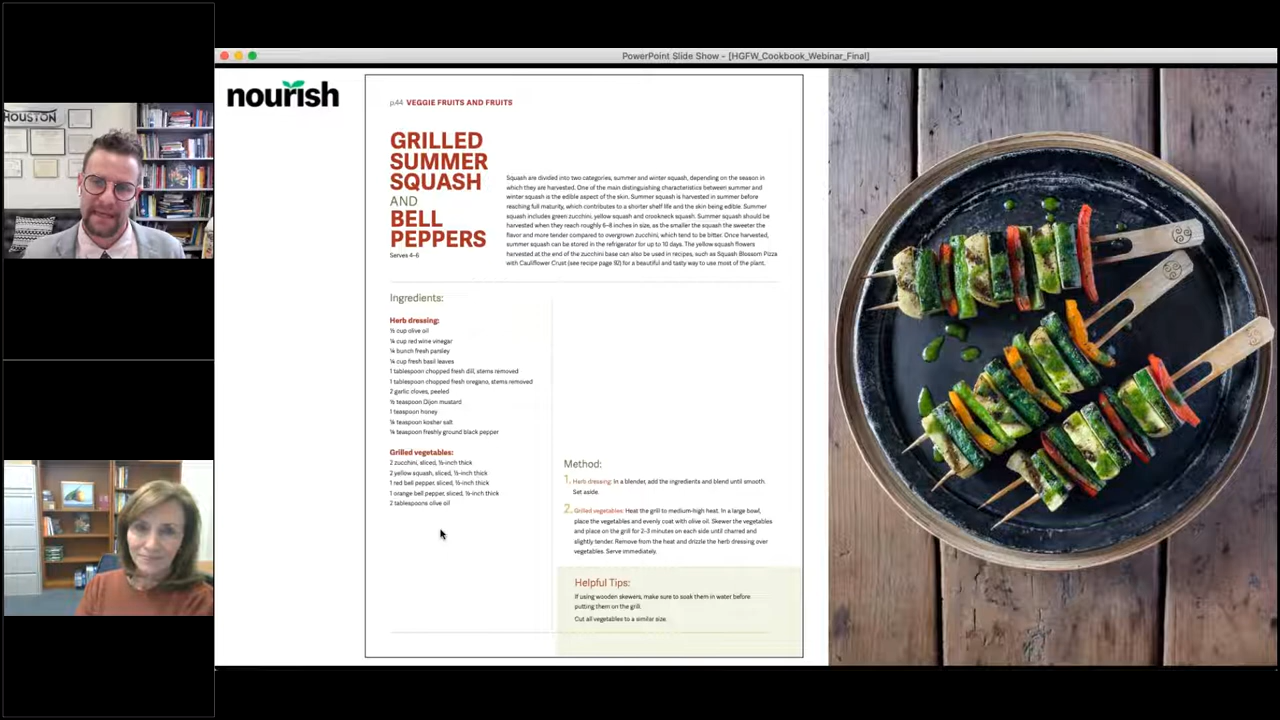 PowerPoint Slide Show - [HGFW_Cookbook_Webinar_Final]
HOUSTON
nourish
p.44 VEGGIE FRUITS AND FRUITS
GRILLED
SUMMER
SQUASH
AND
BELL
PEPPERS
Serves 4-6
Squash are divided into two categories, summer and winter squash, depending on the season in
which they are harvested. One of the main distinguishing characteristics between summer and
winter squash is the edible aspect of the skin. Summer squash is harvested in summer before
reaching full maturity, which contributes to a shorter shelf life and the skin being edible. Summer
squash includes green zucchini, yellow squash and crookneck squash. Summer squash should be
harvested when they reach roughly 6-8 inches in size, as the smaller the squash the sweeter the
flavor and more tender compared to overgrown zucchini, which tend to be bitter. Once harvested,
summer squash can be stored in the refrigerator for up to 10 days. The yellow squash flowers
harvested at the end of the zucchini base can also be used in recipes, such as Squash Blossom Pizza
with Cauliflower Crust (see recipe page 92) for a beautiful and tasty way to use most of the plant.
Ingredients:
Herb dressing:
½ cup olive oil
¼ cup red wine vinegar
¼ bunch fresh parsley
¼ cup fresh basil leaves
1 tablespoon chopped fresh dill, stems removed
1 tablespoon chopped fresh oregano, stems removed
2 garlic cloves, peeled
½ teaspoon Dijon mustard
1 teaspoon honey
¼ teaspoon kosher salt
¼ teaspoon freshly ground black pepper
Grilled vegetables:
2 zucchini, sliced, ½-inch thick
2 yellow squash, sliced, ½-inch thick
1 red bell pepper, sliced, ½-inch thick
1 orange bell pepper, sliced, ½-inch thick
2 tablespoons olive oil
Method:
1. Herb dressing: In a blender, add the ingredients and blend until smooth.
Set aside.
2. Grilled vegetables: Heat the grill to medium-high heat. In a large bowl,
place the vegetables and evenly coat with olive oil. Skewer the vegetables
and place on the grill for 2-3 minutes on each side until charred and
slightly tender. Remove from the heat and drizzle the herb dressing over
vegetables. Serve immediately.
Helpful Tips:
If using wooden skewers, make sure to soak them in water before
putting them on the grill.
Cut all vegetables to a similar size.